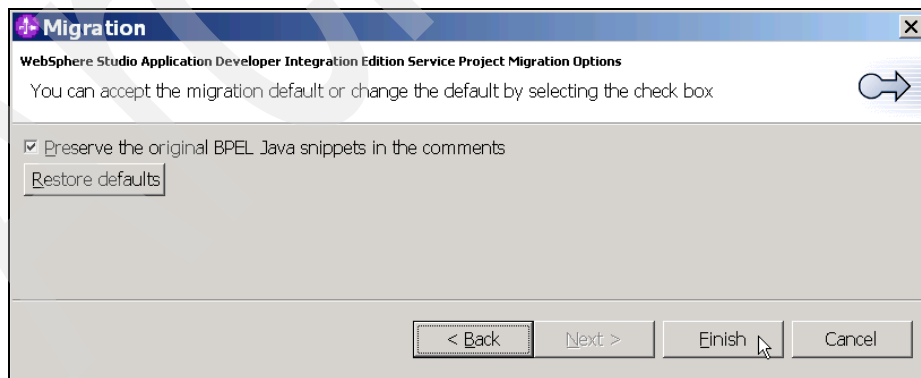 Migration
WebSphere Studio Application Developer Integration Edition Service Project Migration Options
You can accept the migration default or change the default by selecting the check box
Preserve the original BPEL Java snippets in the comments
Restore defaults
< Back Next > Finish Cancel